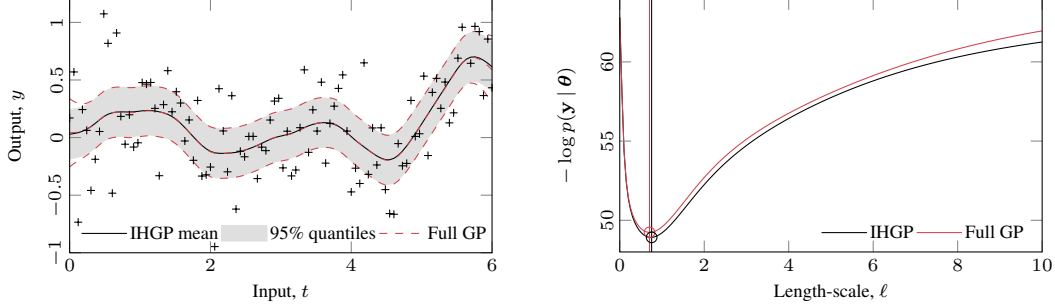 Output, y
1
0.5
0
−0.5
−1
IHGP mean
95% quantiles
Full GP
0 2 4 6
Input, t
− log p(y | θ)
60
55
50
IHGP
Full GP
0 2 4 6 8 10
Length-scale, ℓ